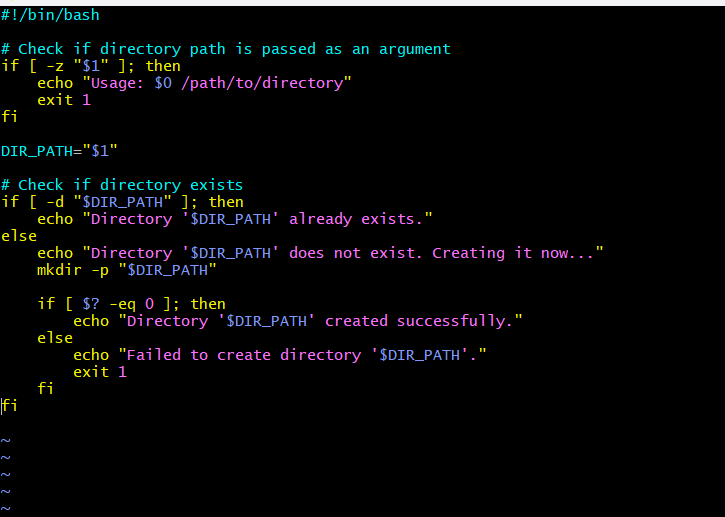 #!/bin/bash

# Check if directory path is passed as an argument
if [ -z "$1" ]; then
    echo "Usage: $0 /path/to/directory"
    exit 1
fi

DIR_PATH="$1"

# Check if directory exists
if [ -d "$DIR_PATH" ]; then
    echo "Directory '$DIR_PATH' already exists."
else
    echo "Directory '$DIR_PATH' does not exist. Creating it now..."
    mkdir -p "$DIR_PATH"

    if [ $? -eq 0 ]; then
        echo "Directory '$DIR_PATH' created successfully."
    else
        echo "Failed to create directory '$DIR_PATH'."
        exit 1
    fi
fi

~
~
~
~
~